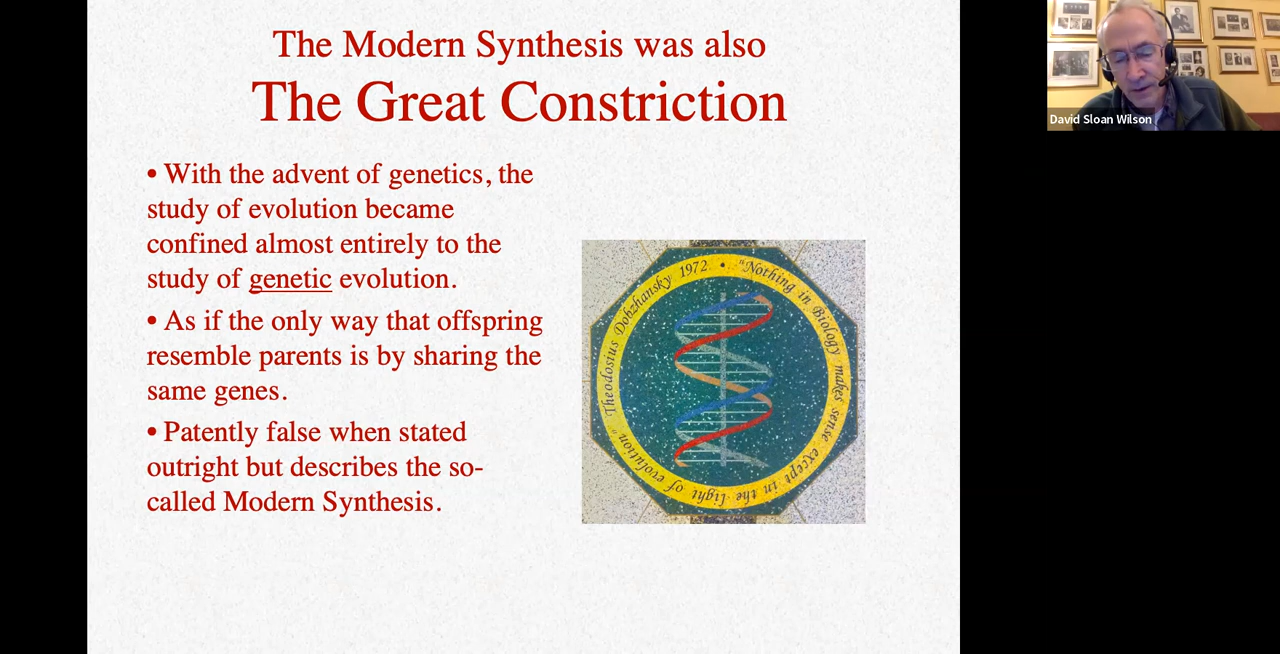 The Modern Synthesis was also
The Great Constriction
• With the advent of genetics, the
study of evolution became
confined almost entirely to the
study of genetic evolution.
• As if the only way that offspring
resemble parents is by sharing the
same genes.
• Patently false when stated
outright but describes the so-
called Modern Synthesis.
"Nothing in Biology makes sense except in the light of evolution" Theodosius Dobzhansky 1972 •
David Sloan Wilson